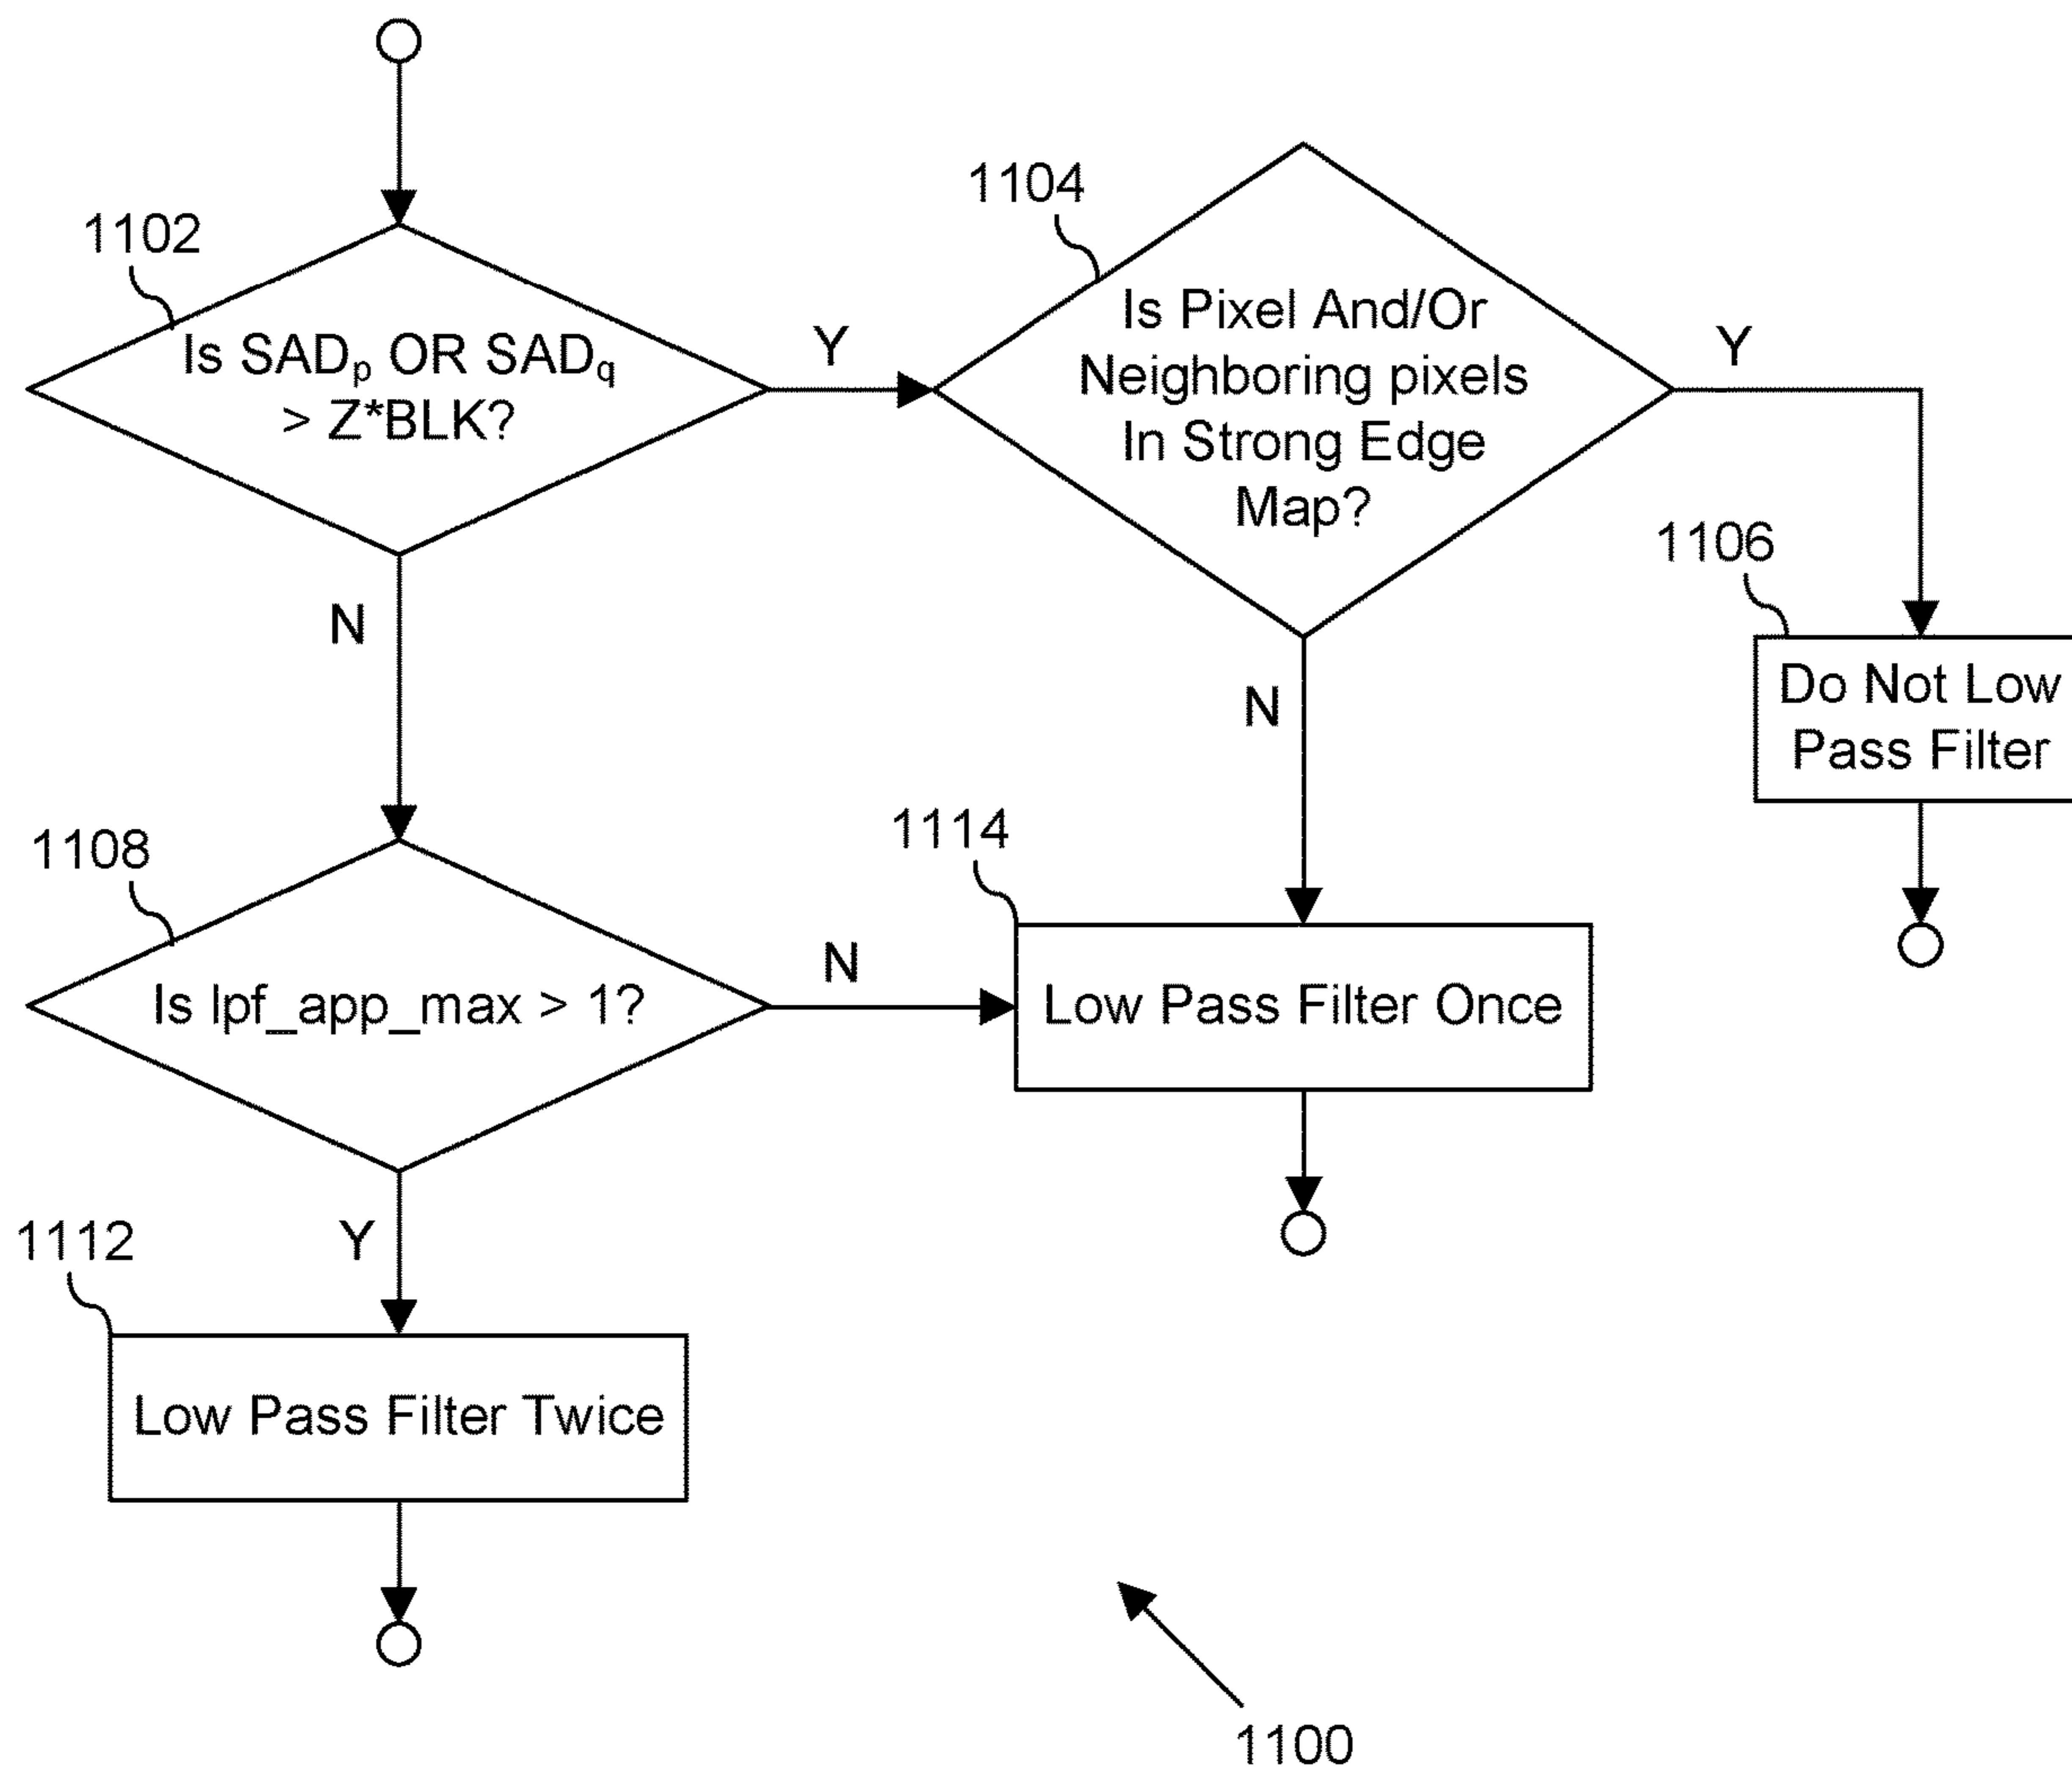 1102
Is SADp OR SADq
> Z*BLK?
Y
N
1104
Is Pixel And/Or
Neighboring pixels
In Strong Edge
Map?
Y
N
1106
Do Not Low
Pass Filter
1108
Is lpf_app_max > 1?
N
Y
1114
Low Pass Filter Once
1112
Low Pass Filter Twice
1100